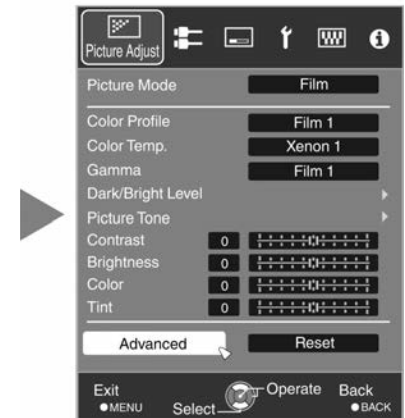 Picture Adjust
Picture Mode Film
Color Profile Film 1
Color Temp. Xenon 1
Gamma Film 1
Dark/Bright Level
Picture Tone
Contrast 0
Brightness 0
Color 0
Tint 0
Advanced Reset
Exit Operate Back
●MENU Select ●BACK